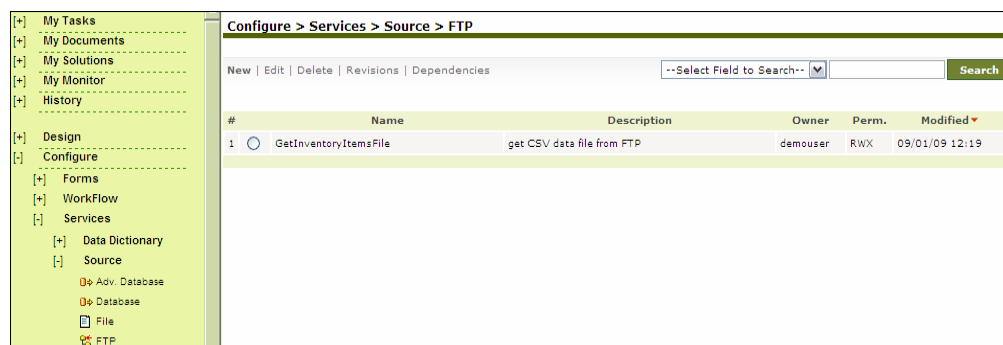 [+] My Tasks
[+] My Documents
[+] My Solutions
[+] My Monitor
[+] History
[+] Design
[-] Configure
[+] Forms
[+] WorkFlow
[-] Services
[+] Data Dictionary
[-] Source
Adv. Database
Database
File
FTP
Configure > Services > Source > FTP
New | Edit | Delete | Revisions | Dependencies --Select Field to Search-- Search
# Name Description Owner Perm. Modified
1 GetInventoryItemsFile get CSV data file from FTP demouser RWX 09/01/09 12:19